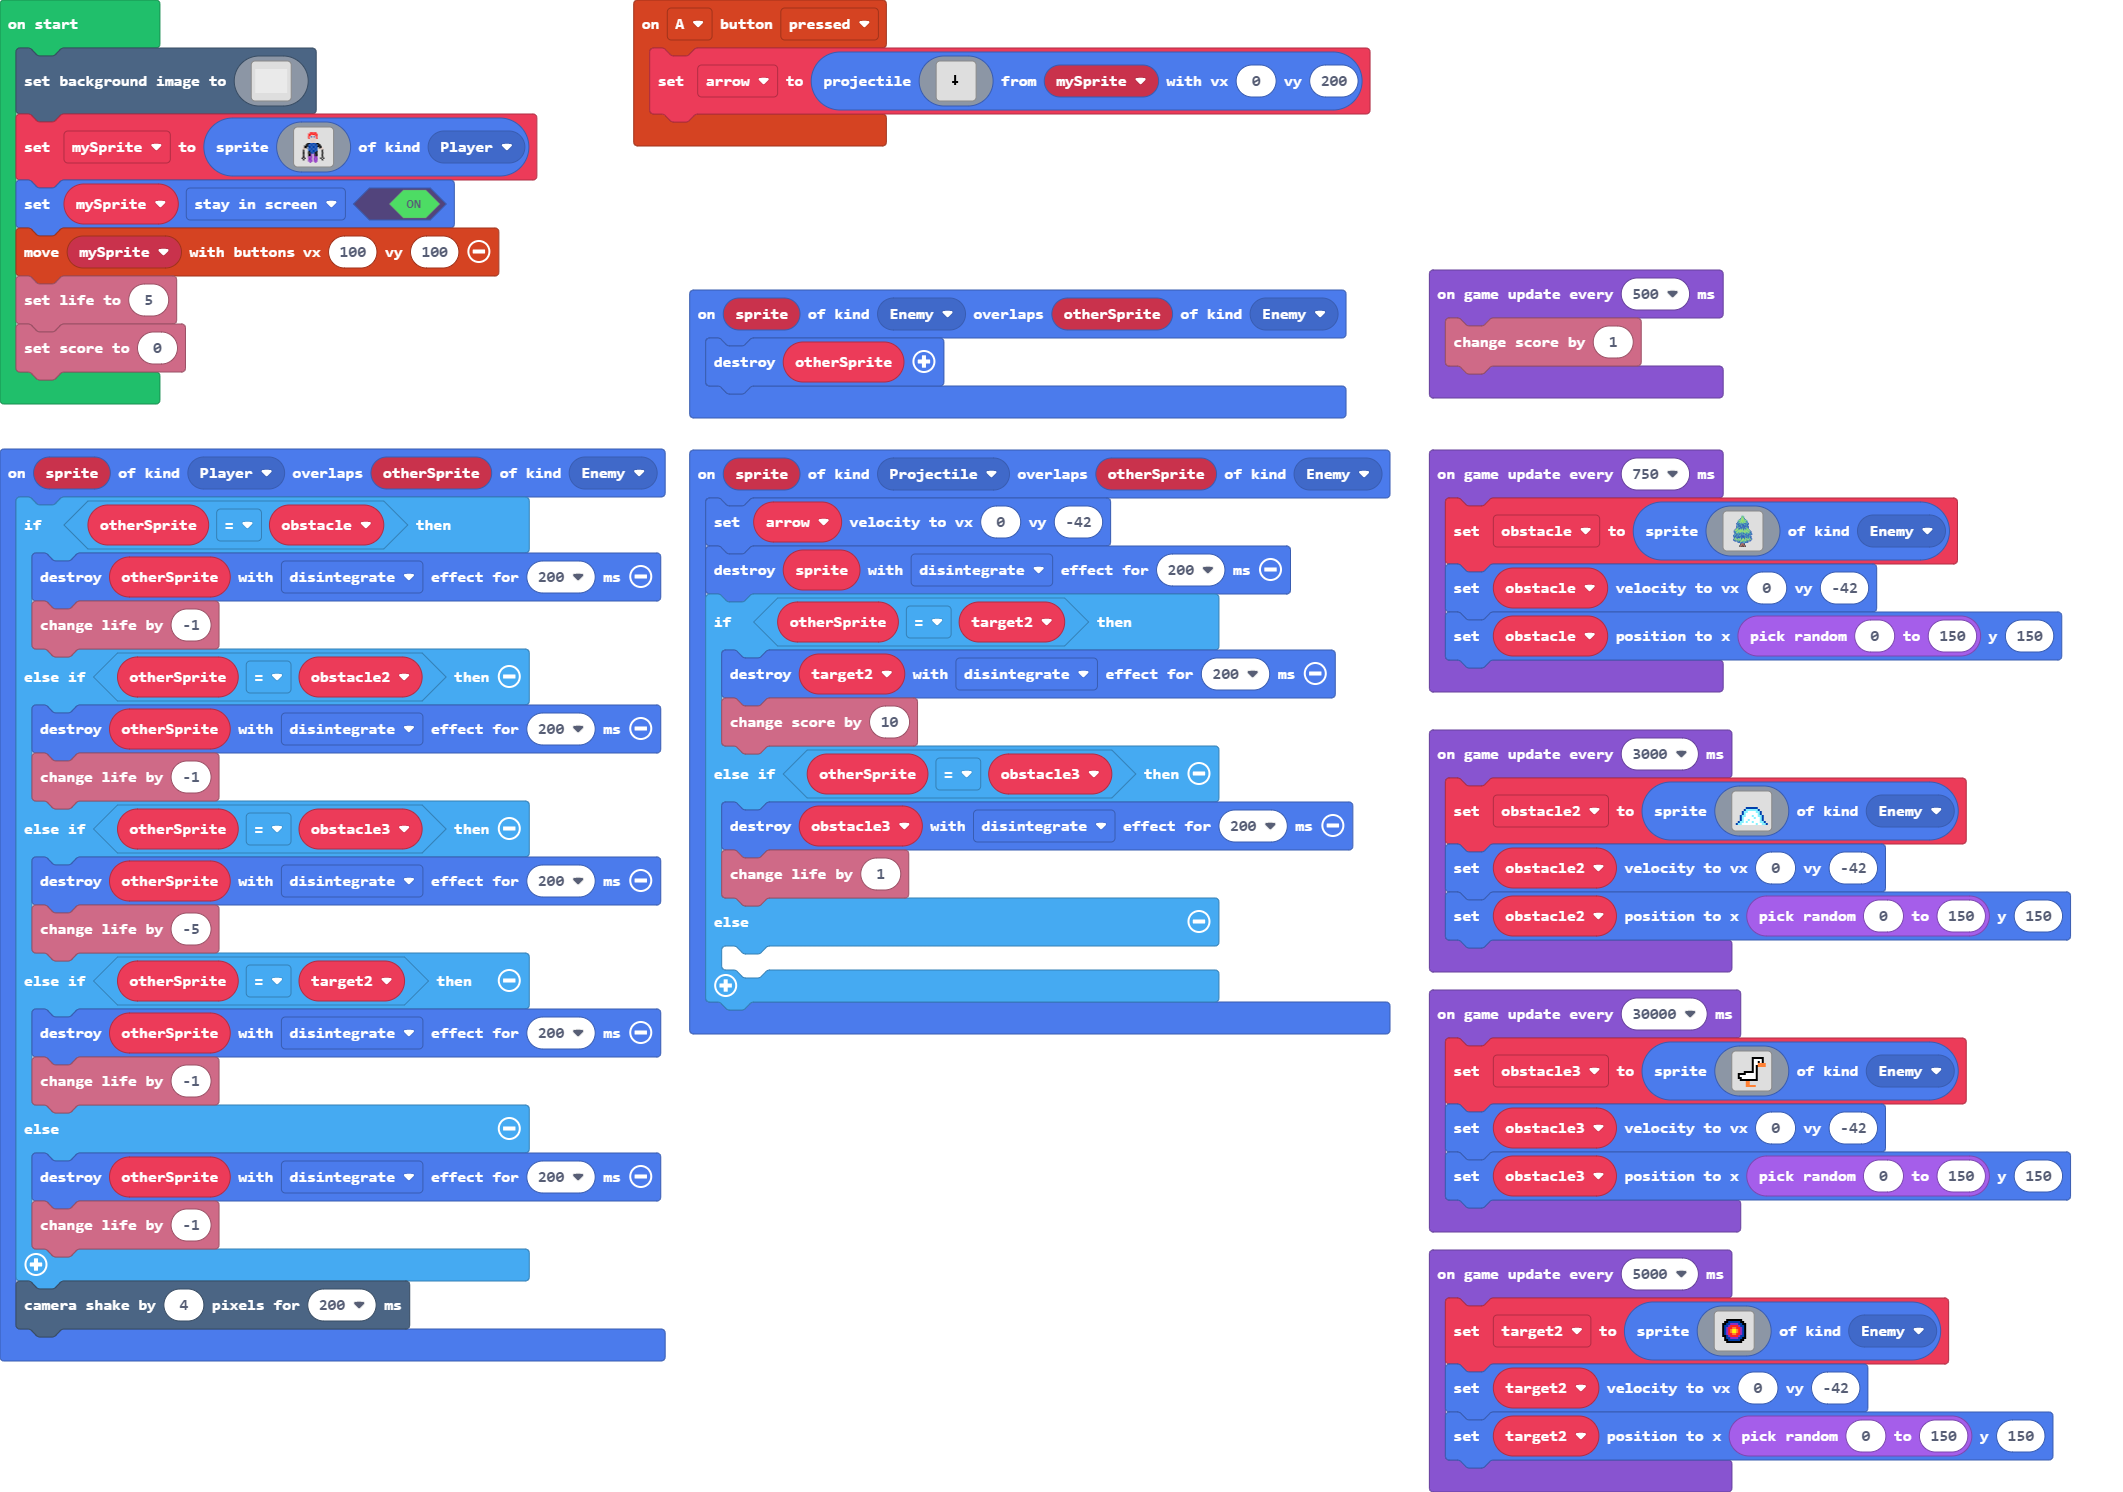 on start
set background image to
set mySprite to sprite of kind Player
set mySprite stay in screen ON
move mySprite with buttons vx 100 vy 100
set life to 5
set score to 0
on A button pressed
set arrow to projectile from mySprite with vx 0 vy 200
on sprite of kind Enemy overlaps otherSprite of kind Enemy
destroy otherSprite
on game update every 500 ms
change score by 1
on sprite of kind Player overlaps otherSprite of kind Enemy
if otherSprite = obstacle then
destroy otherSprite with disintegrate effect for 200 ms
change life by -1
else if otherSprite = obstacle2 then
destroy otherSprite with disintegrate effect for 200 ms
change life by -1
else if otherSprite = obstacle3 then
destroy otherSprite with disintegrate effect for 200 ms
change life by -5
else if otherSprite = target2 then
destroy otherSprite with disintegrate effect for 200 ms
change life by -1
else
destroy otherSprite with disintegrate effect for 200 ms
change life by -1
camera shake by 4 pixels for 200 ms
on sprite of kind Projectile overlaps otherSprite of kind Enemy
set arrow velocity to vx 0 vy -42
destroy sprite with disintegrate effect for 200 ms
if otherSprite = target2 then
destroy target2 with disintegrate effect for 200 ms
change score by 10
else if otherSprite = obstacle3 then
destroy obstacle3 with disintegrate effect for 200 ms
change life by 1
else
on game update every 750 ms
set obstacle to sprite of kind Enemy
set obstacle velocity to vx 0 vy -42
set obstacle position to x pick random 0 to 150 y 150
on game update every 3000 ms
set obstacle2 to sprite of kind Enemy
set obstacle2 velocity to vx 0 vy -42
set obstacle2 position to x pick random 0 to 150 y 150
on game update every 30000 ms
set obstacle3 to sprite of kind Enemy
set obstacle3 velocity to vx 0 vy -42
set obstacle3 position to x pick random 0 to 150 y 150
on game update every 5000 ms
set target2 to sprite of kind Enemy
set target2 velocity to vx 0 vy -42
set target2 position to x pick random 0 to 150 y 150